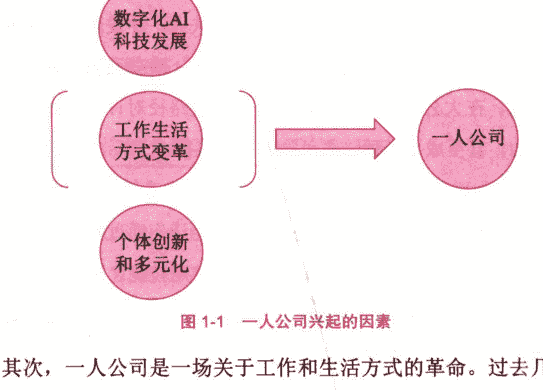 数字化AI
科技发展
工作生活
方式变革
一人公司
个体创新
和多元化
图 1-1 一人公司兴起的因素
其次，一人公司是一场关于工作和生活方式的革命。过去